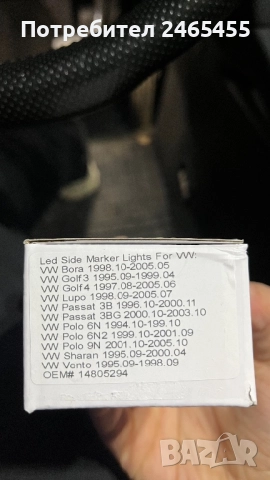 Потребител 2465455
Led Side Marker Lights For VW:
VW Bora 1998.10-2005.05
VW Golf3 1995.09-1999.04
VW Golf4 1997.08-2005.06
VW Lupo 1998.09-2005.07
VW Passat 3B 1996.10-2000.11
VW Passat 3BG 2000.10-2003.10
VW Polo 6N 1994.10-199.10
VW Polo 6N2 1999.10-2001.09
VW Polo 9N 2001.10-2005.10
VW Sharan 1995.09-2000.04
VW Vonto 1995.09-1998.09
OEM# 14805294
bazar.bg